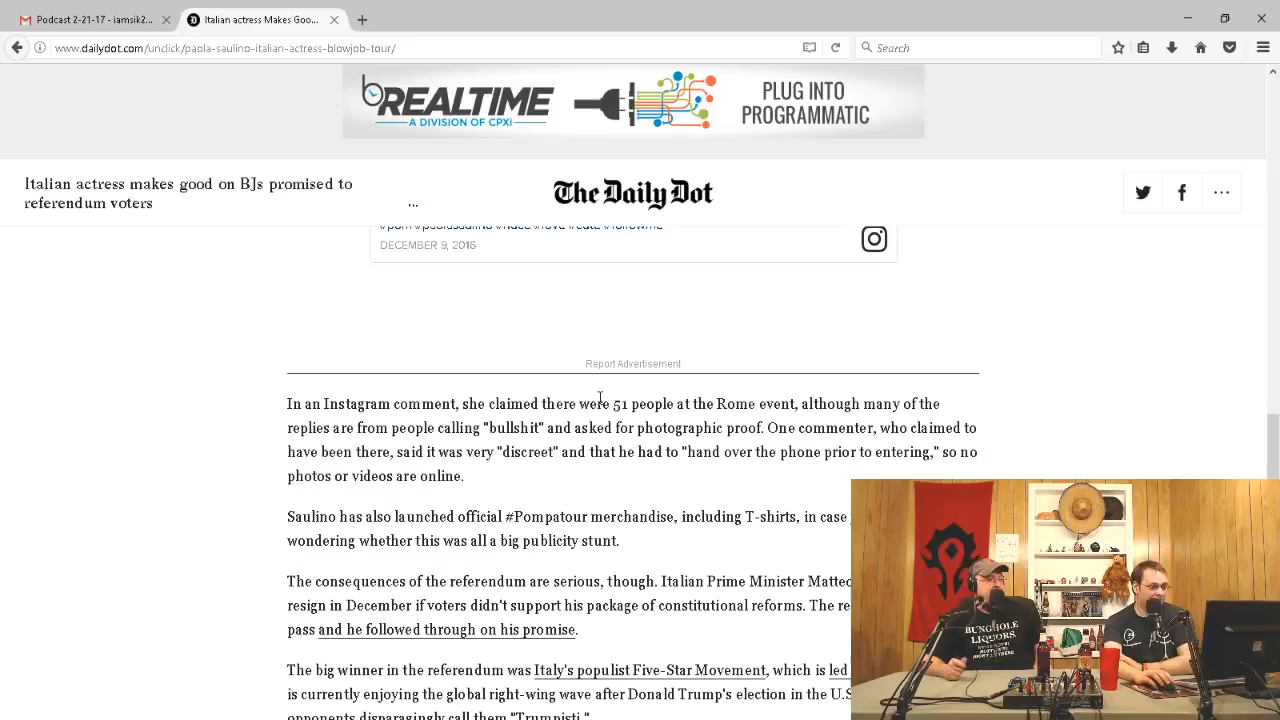 Podcast 2-21-17 - iamsik2...
Italian actress Makes Goo...
www.dailydot.com/unclick/paola-saulino-italian-actress-blowjob-tour/
Search
REALTIME
A DIVISION OF CPXi
PLUG INTO
PROGRAMMATIC
Italian actress makes good on BJs promised to
referendum voters
...
The Daily Dot
DECEMBER 9, 2016
Report Advertisement
In an Instagram comment, she claimed there were 51 people at the Rome event, although many of the
replies are from people calling "bullshit" and asked for photographic proof. One commenter, who claimed to
have been there, said it was very "discreet" and that he had to "hand over the phone prior to entering," so no
photos or videos are online.
Saulino has also launched official #Pompatour merchandise, including T-shirts, in case
wondering whether this was all a big publicity stunt.
The consequences of the referendum are serious, though. Italian Prime Minister Matteo
resign in December if voters didn't support his package of constitutional reforms. The re
pass and he followed through on his promise.
The big winner in the referendum was Italy's populist Five-Star Movement, which is led
is currently enjoying the global right-wing wave after Donald Trump's election in the U.S
opponents disparagingly call them "Trumpisti."
BUNGHOLE
LIQUORS